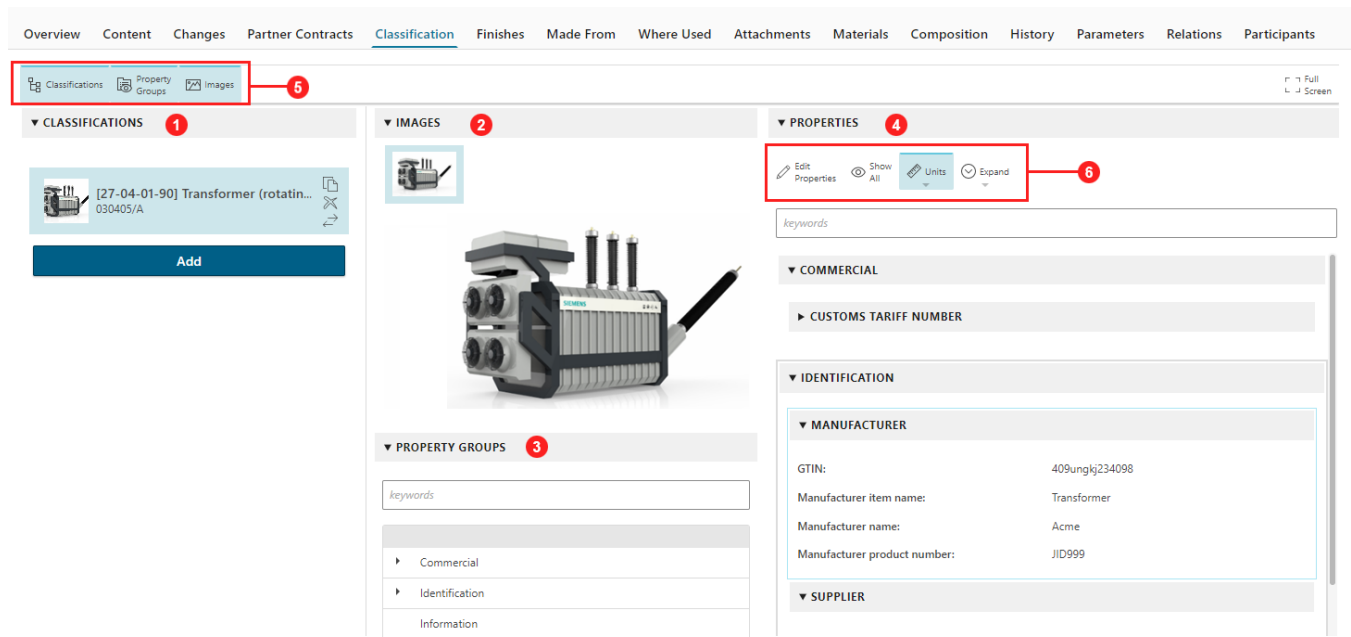 Overview Content Changes Partner Contracts Classification Finishes Made From Where Used Attachments Materials Composition History Parameters Relations Participants
Classifications Property Groups Images 5 Full Screen
▼ CLASSIFICATIONS 1
[27-04-01-90] Transformer (rotatin...
030405/A
Add
▼ IMAGES 2
SIEMENS
▼ PROPERTY GROUPS 3
keywords
Commercial
Identification
Information
▼ PROPERTIES 4
Edit Properties Show All Units Expand 6
keywords
▼ COMMERCIAL
► CUSTOMS TARIFF NUMBER
▼ IDENTIFICATION
▼ MANUFACTURER
GTIN: 409ungkj234098
Manufacturer item name: Transformer
Manufacturer name: Acme
Manufacturer product number: JID999
▼ SUPPLIER